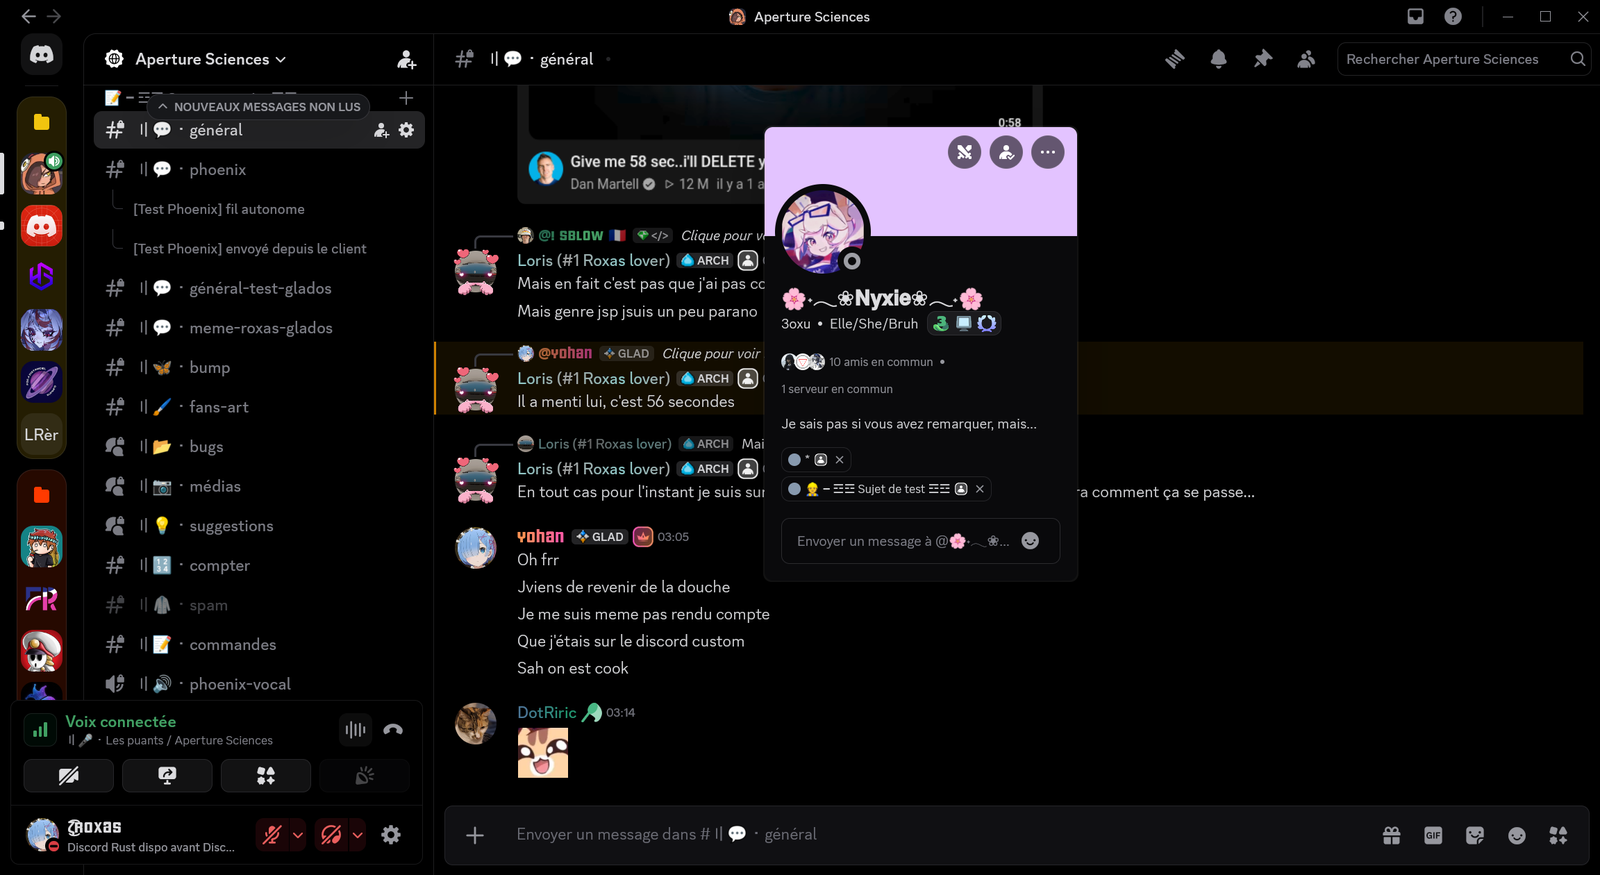 Aperture Sciences
Aperture Sciences
général
Rechercher Aperture Sciences
NOUVEAUX MESSAGES NON LUS
général
phoenix
[Test Phoenix] fil autonome
[Test Phoenix] envoyé depuis le client
général-test-glados
meme-roxas-glados
bump
fans-art
LRèr
bugs
médias
suggestions
compter
spam
commandes
phoenix-vocal
Voix connectée
Les puants / Aperture Sciences
Roxas
Discord Rust dispo avant Disc...
0:58
Give me 58 sec..i'll DELETE y
Dan Martell 12 M il y a 1 a
@! SBLOW </> Clique pour v
Loris (#1 Roxas lover) ARCH
Mais en fait c'est pas que j'ai pas co
Mais genre jsp jsuis un peu parano
@yohan GLAD Clique pour voir
Loris (#1 Roxas lover) ARCH
Il a menti lui, c'est 56 secondes
Loris (#1 Roxas lover) ARCH Mai
Loris (#1 Roxas lover) ARCH
En tout cas pour l'instant je suis sur
ra comment ça se passe...
yohan GLAD 03:05
Oh frr
Jviens de revenir de la douche
Je me suis meme pas rendu compte
Que j'étais sur le discord custom
Sah on est cook
DotRiric 03:14
Envoyer un message dans # général
GIF
Nyxie
3oxu • Elle/She/Bruh
10 amis en commun •
1 serveur en commun
Je sais pas si vous avez remarquer, mais...
*
Sujet de test
Envoyer un message à @